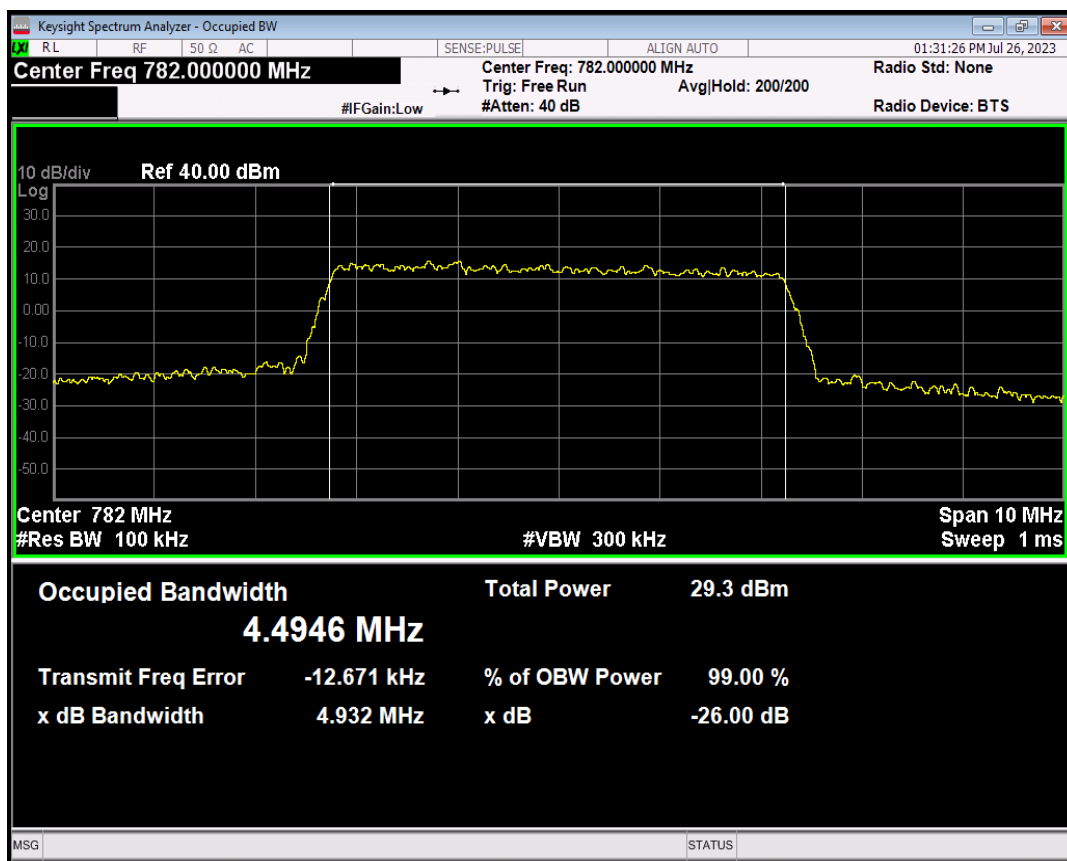 Keysight Spectrum Analyzer - Occupied BW
LXI RL RF 50 Ω AC SENSE:PULSE ALIGN AUTO 01:31:26 PM Jul 26, 2023
Center Freq 782.000000 MHz
Center Freq: 782.000000 MHz Radio Std: None
Trig: Free Run Avg|Hold: 200/200
#IFGain:Low #Atten: 40 dB Radio Device: BTS
10 dB/div Ref 40.00 dBm
Log
30.0
20.0
10.0
0.00
-10.0
-20.0
-30.0
-40.0
-50.0
Center 782 MHz Span 10 MHz
#Res BW 100 kHz #VBW 300 kHz Sweep 1 ms
Occupied Bandwidth Total Power 29.3 dBm
4.4946 MHz
Transmit Freq Error -12.671 kHz % of OBW Power 99.00 %
x dB Bandwidth 4.932 MHz x dB -26.00 dB
MSG STATUS